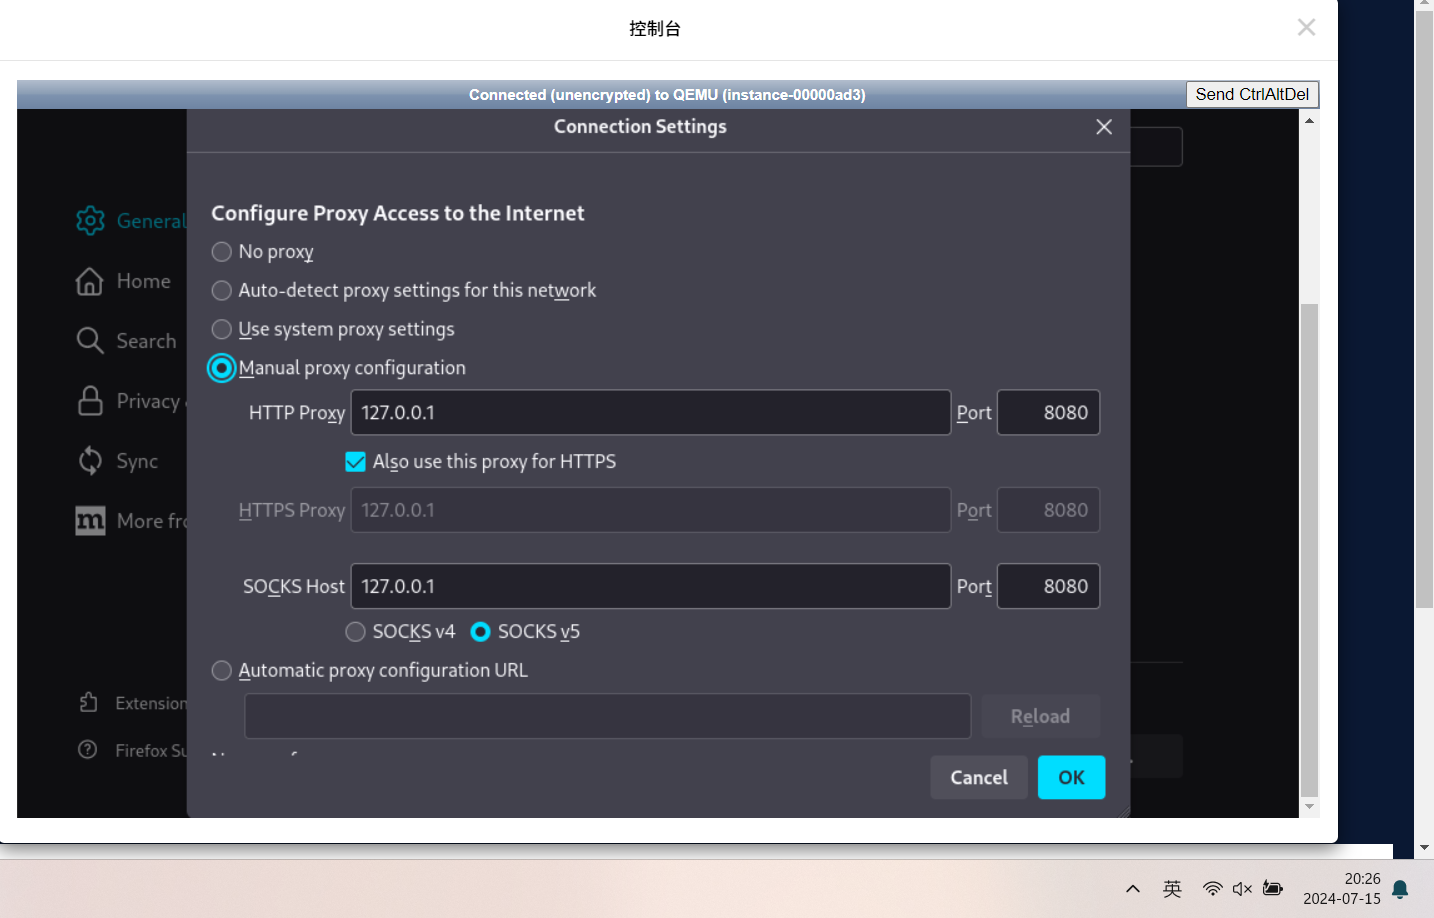 控制台
Connected (unencrypted) to QEMU (instance-00000ad3)
Send CtrlAltDel
Connection Settings
General
Home
Search
Privacy
Sync
More fro
Extension
Firefox Su
Configure Proxy Access to the Internet
No proxy
Auto-detect proxy settings for this network
Use system proxy settings
Manual proxy configuration
HTTP Proxy 127.0.0.1 Port 8080
Also use this proxy for HTTPS
HTTPS Proxy 127.0.0.1 Port 8080
SOCKS Host 127.0.0.1 Port 8080
SOCKS v4 SOCKS v5
Automatic proxy configuration URL
Reload
Cancel OK
英
20:26
2024-07-15